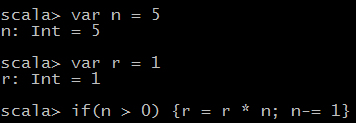 scala> var n = 5
n: Int = 5
scala> var r = 1
r: Int = 1
scala> if(n > 0) {r = r * n; n-= 1}